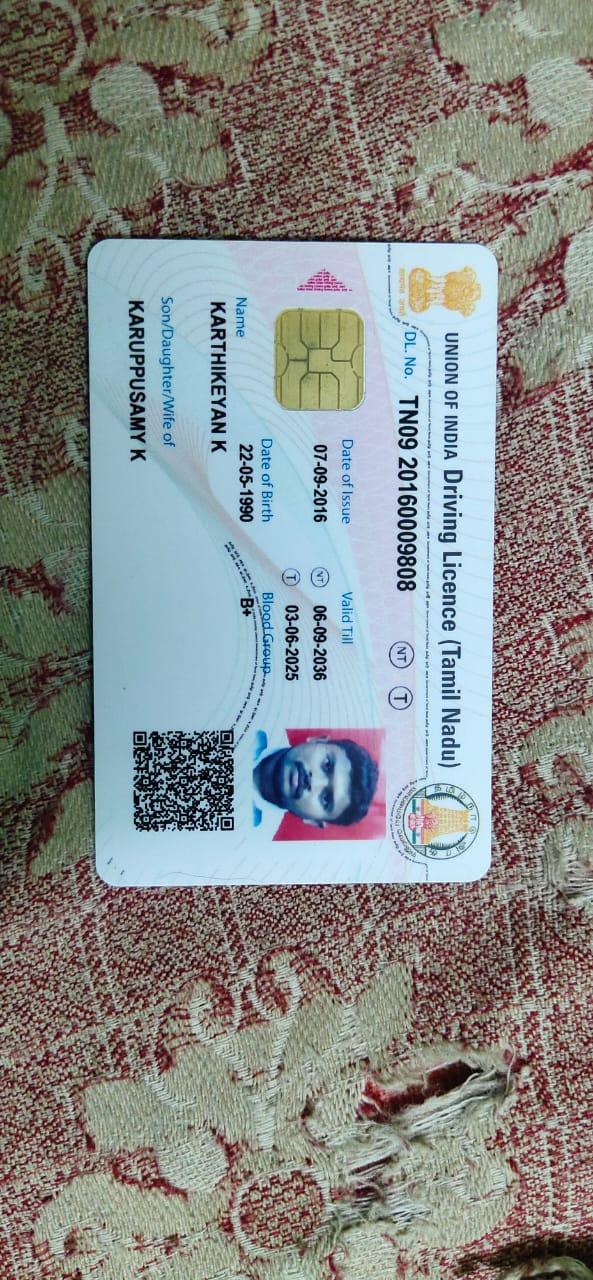 UNION OF INDIA Driving Licence (Tamil Nadu)
DL. No. TN09 20160009808 NT T
Date of Issue Valid Till
07-09-2016 NT 06-09-2036
T 03-06-2025
Name Date of Birth Blood Group
KARTHIKEYAN K 22-05-1990 B+
Son/Daughter/Wife of
KARUPPUSAMY K